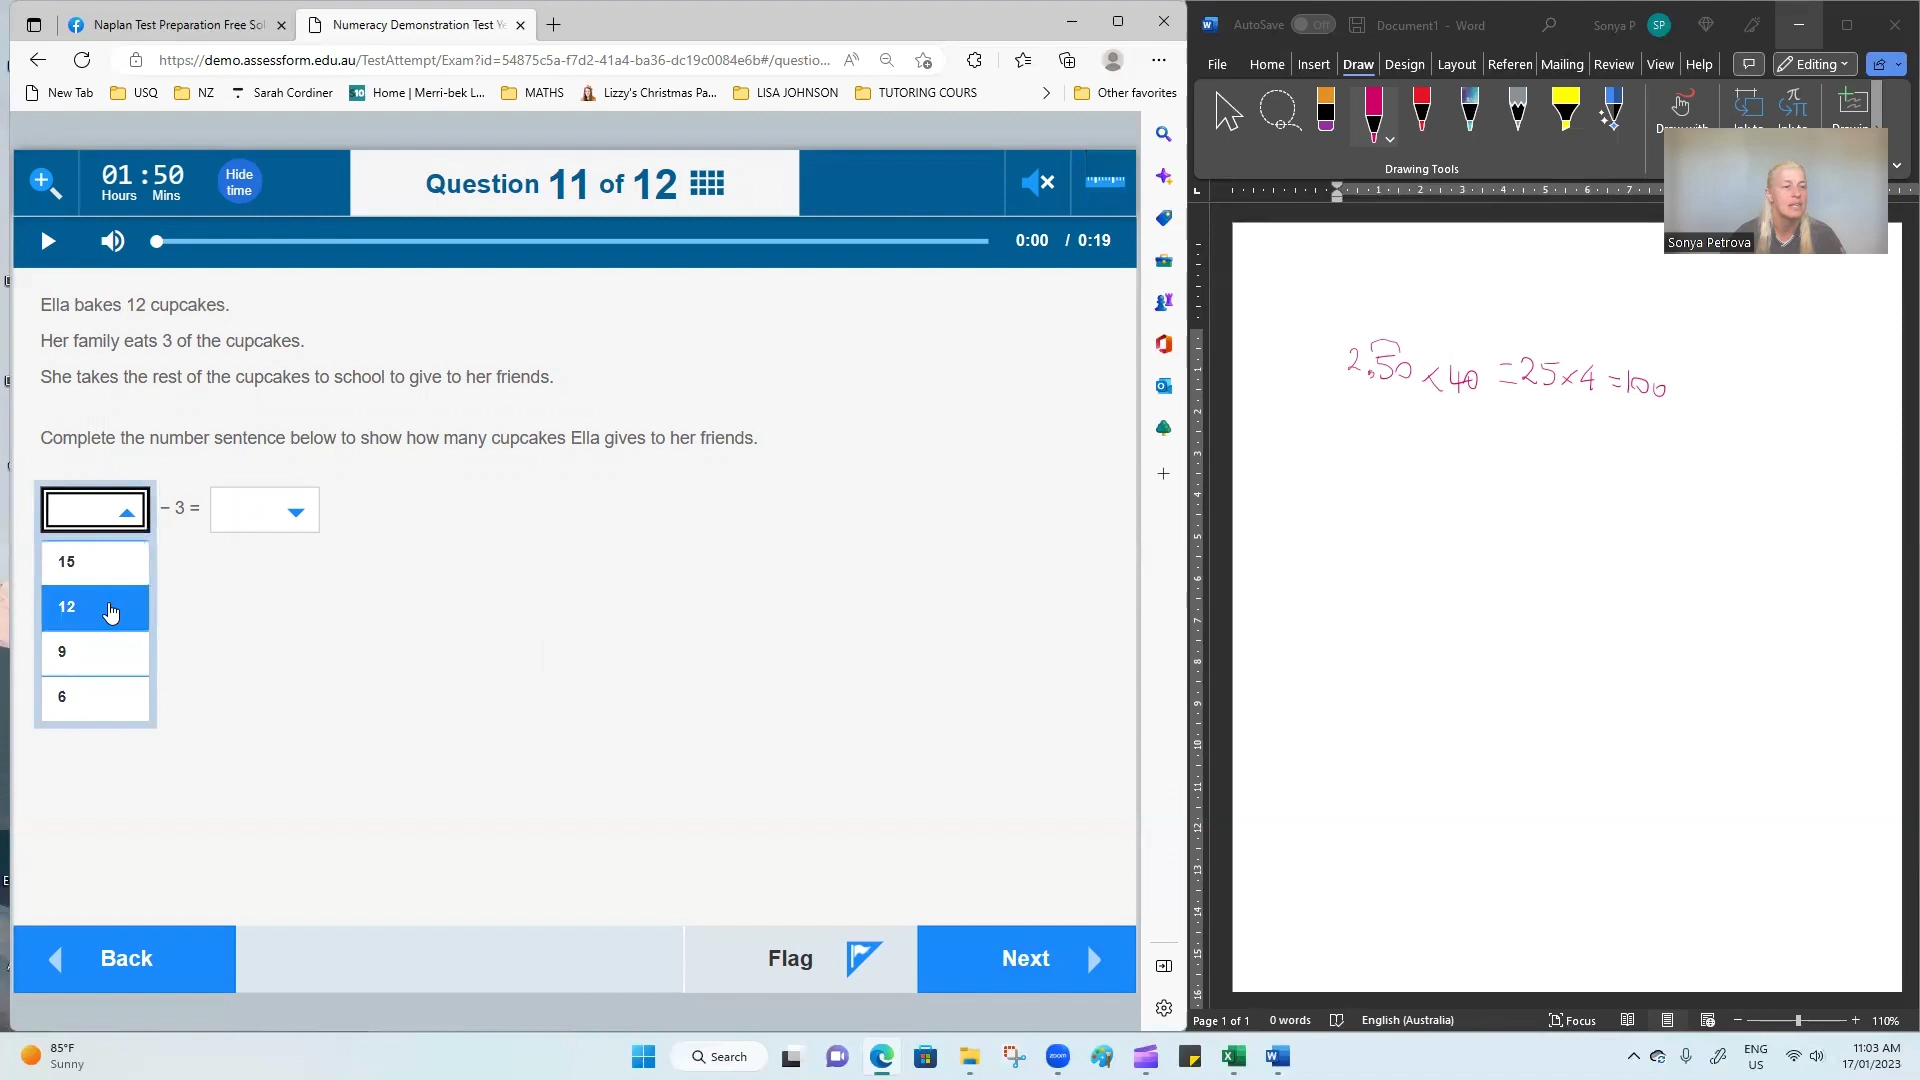 Naplan Test Preparation Free Sol
Numeracy Demonstration Test Ye
https://demo.assessform.edu.au/TestAttempt/Exam?id=54875c5a-f7d2-41a4-ba36-dc19c0084e6b#/questio...
New Tab USQ NZ Sarah Cordiner Home | Merri-bek L... MATHS Lizzy's Christmas Pa... LISA JOHNSON TUTORING COURS Other favorites
01:50
Hours Mins
Hide time
Question 11 of 12
0:00 / 0:19
Ella bakes 12 cupcakes.
Her family eats 3 of the cupcakes.
She takes the rest of the cupcakes to school to give to her friends.
Complete the number sentence below to show how many cupcakes Ella gives to her friends.
− 3 =
15
12
9
6
Back Flag Next
AutoSave Off Document1 - Word Sonya P SP
File Home Insert Draw Design Layout Referen Mailing Review View Help Editing
Drawing Tools
Sonya Petrova
2.50 × 40 = 25 × 4 = 100
Page 1 of 1 0 words English (Australia) Focus 110%
85°F
Sunny
Search
zoom
ENG
US
11:03 AM
17/01/2023